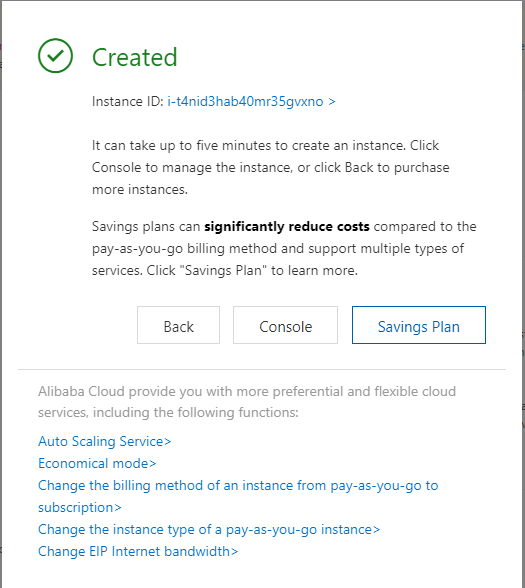 Created
Instance ID: i-t4nid3hab40mr35gvxno >
It can take up to five minutes to create an instance. Click
Console to manage the instance, or click Back to purchase
more instances.
Savings plans can significantly reduce costs compared to the
pay-as-you-go billing method and support multiple types of
services. Click "Savings Plan" to learn more.
Back
Console
Savings Plan
Alibaba Cloud provide you with more preferential and flexible cloud
services, including the following functions:
Auto Scaling Service>
Economical mode>
Change the billing method of an instance from pay-as-you-go to
subscription>
Change the instance type of a pay-as-you-go instance>
Change EIP Internet bandwidth>